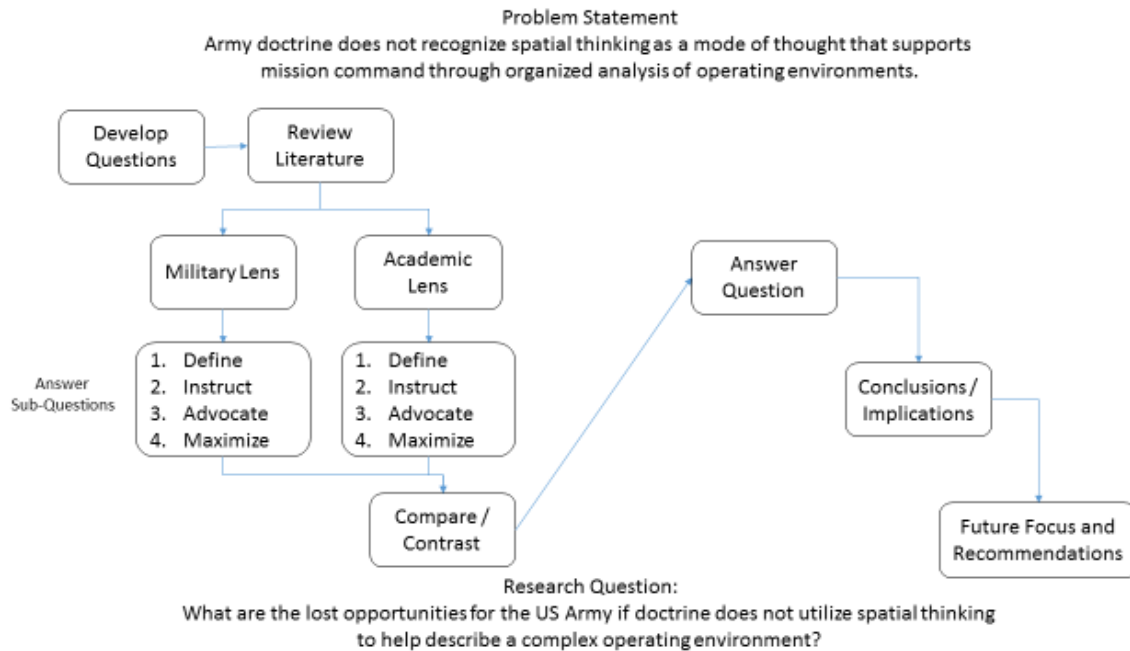 Problem Statement
Army doctrine does not recognize spatial thinking as a mode of thought that supports
mission command through organized analysis of operating environments.
Develop
Questions
Review
Literature
Military Lens
Academic
Lens
Answer
Sub-Questions
1. Define
2. Instruct
3. Advocate
4. Maximize
1. Define
2. Instruct
3. Advocate
4. Maximize
Compare /
Contrast
Answer
Question
Conclusions /
Implications
Future Focus and
Recommendations
Research Question:
What are the lost opportunities for the US Army if doctrine does not utilize spatial thinking
to help describe a complex operating environment?